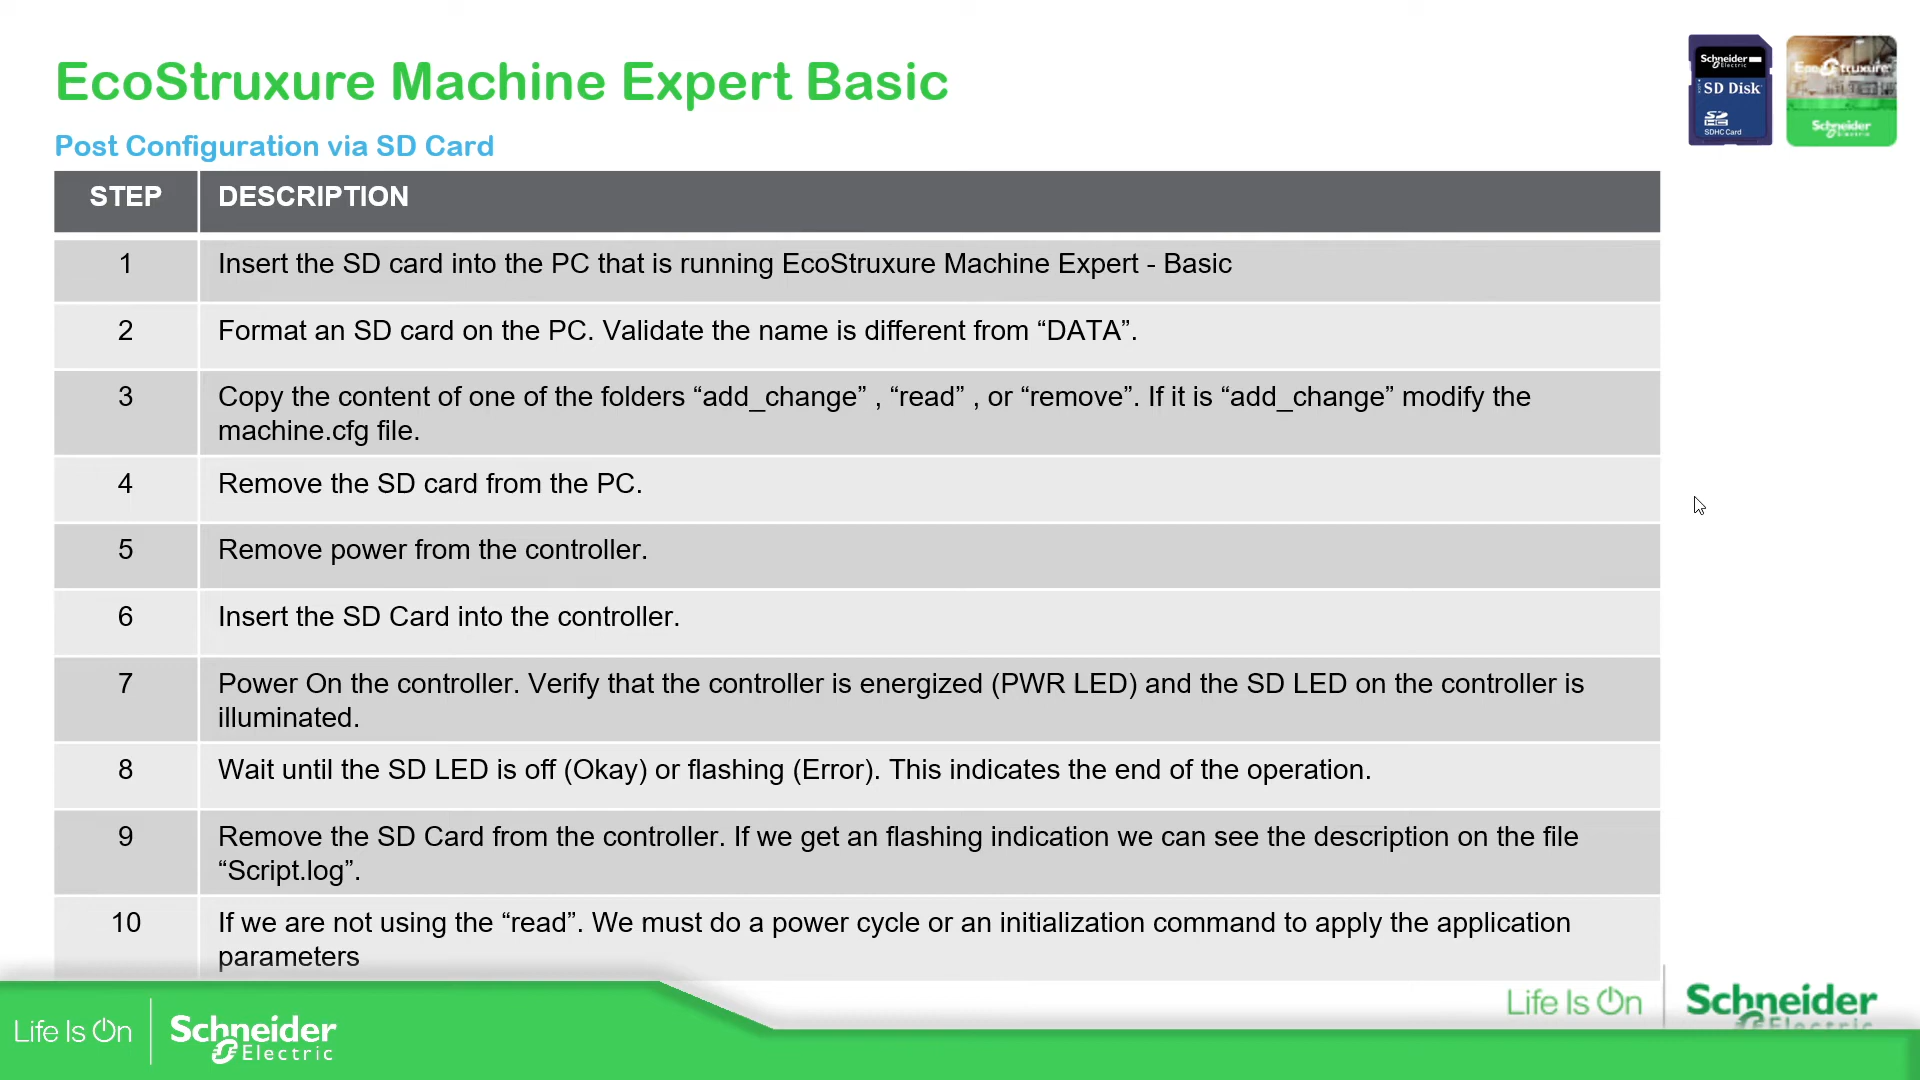 EcoStruxure Machine Expert Basic
Post Configuration via SD Card
Schneider
Electric
SD Disk
SDHC Card
EcoStruxure
Schneider
STEP DESCRIPTION
1 Insert the SD card into the PC that is running EcoStruxure Machine Expert - Basic
2 Format an SD card on the PC. Validate the name is different from “DATA”.
3 Copy the content of one of the folders “add_change” , “read” , or “remove”. If it is “add_change” modify the
machine.cfg file.
4 Remove the SD card from the PC.
5 Remove power from the controller.
6 Insert the SD Card into the controller.
7 Power On the controller. Verify that the controller is energized (PWR LED) and the SD LED on the controller is
illuminated.
8 Wait until the SD LED is off (Okay) or flashing (Error). This indicates the end of the operation.
9 Remove the SD Card from the controller. If we get an flashing indication we can see the description on the file
“Script.log”.
10 If we are not using the “read”. We must do a power cycle or an initialization command to apply the application
parameters
Life Is On Schneider
Electric
Life Is On Schneider
Electric